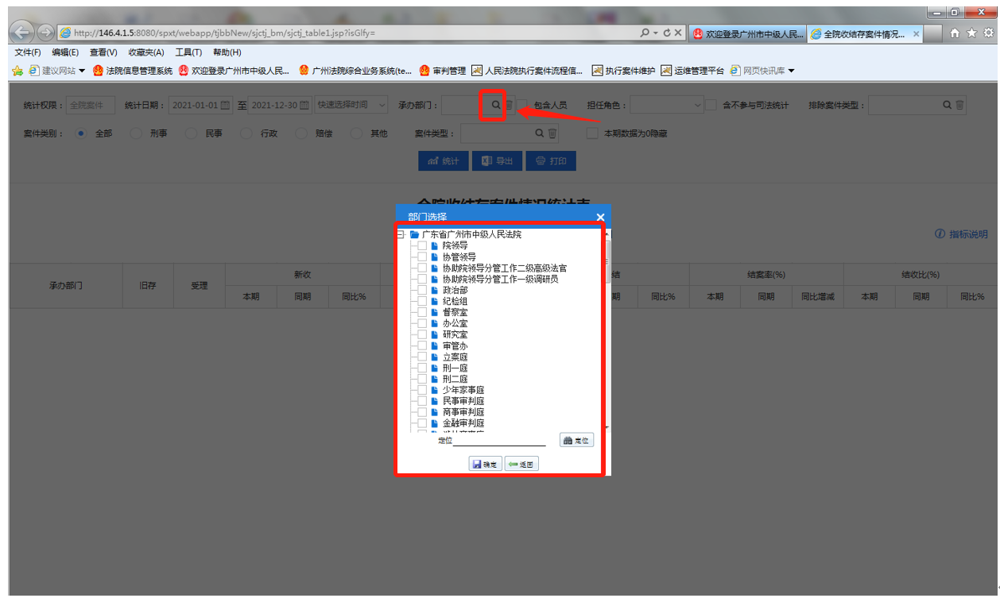 http://146.4.1.5:8080/spxt/webapp/tjbbNew/sjctj_bm/sjctj_table1.jsp?isGlfy=
欢迎登录广州市中级人民...
全院收结存案件情况...
文件(F) 编辑(E) 查看(V) 收藏夹(A) 工具(T) 帮助(H)
建议网站 法院信息管理系统 欢迎登录广州市中级人民... 广州法院综合业务系统(te... 审判管理 人民法院执行案件流程信... 执行案件维护 运维管理平台 网页快讯库
统计权限： 全院案件 统计日期： 2021-01-01 至 2021-12-30 快速选择时间 承办部门： 包含人员 担任角色： 含不参与司法统计 排除案件类型：
案件类别： 全部 刑事 民事 行政 赔偿 其他 案件类型： 本期数据为0隐藏
统计 导出 打印
全院收结存案件情况统计表
部门选择
指标说明
承办部门 旧存 受理 新收 结 结案率(%) 结收比(%)
本期 同期 同比% 期 同比% 本期 同期 同比增减 本期 同期 同比%
广东省广州市中级人民法院
院领导
协管领导
协助院领导分管工作二级高级法官
协助院领导分管工作一级调研员
政治部
纪检组
督察室
办公室
研究室
审管办
立案庭
刑一庭
刑二庭
少年家事庭
民事审判庭
商事审判庭
金融审判庭
定位 定位
确定 返回